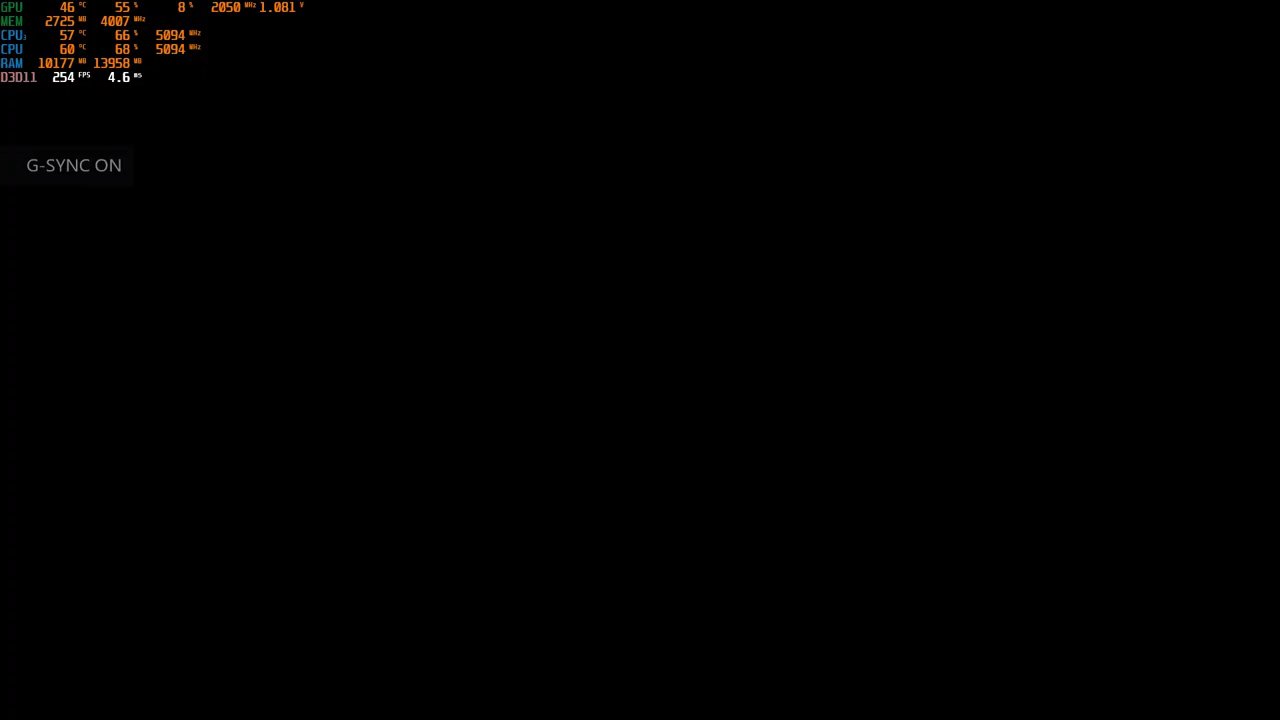 GPU 46 °C 55 % 8 % 2050 MHz 1.081 V
MEM 2725 MB 4007 MHz
CPU 57 °C 66 % 5094 MHz
CPU 60 °C 68 % 5094 MHz
RAM 10177 MB 13958 MB
D3D11 254 FPS 4.6 ms
G-SYNC ON